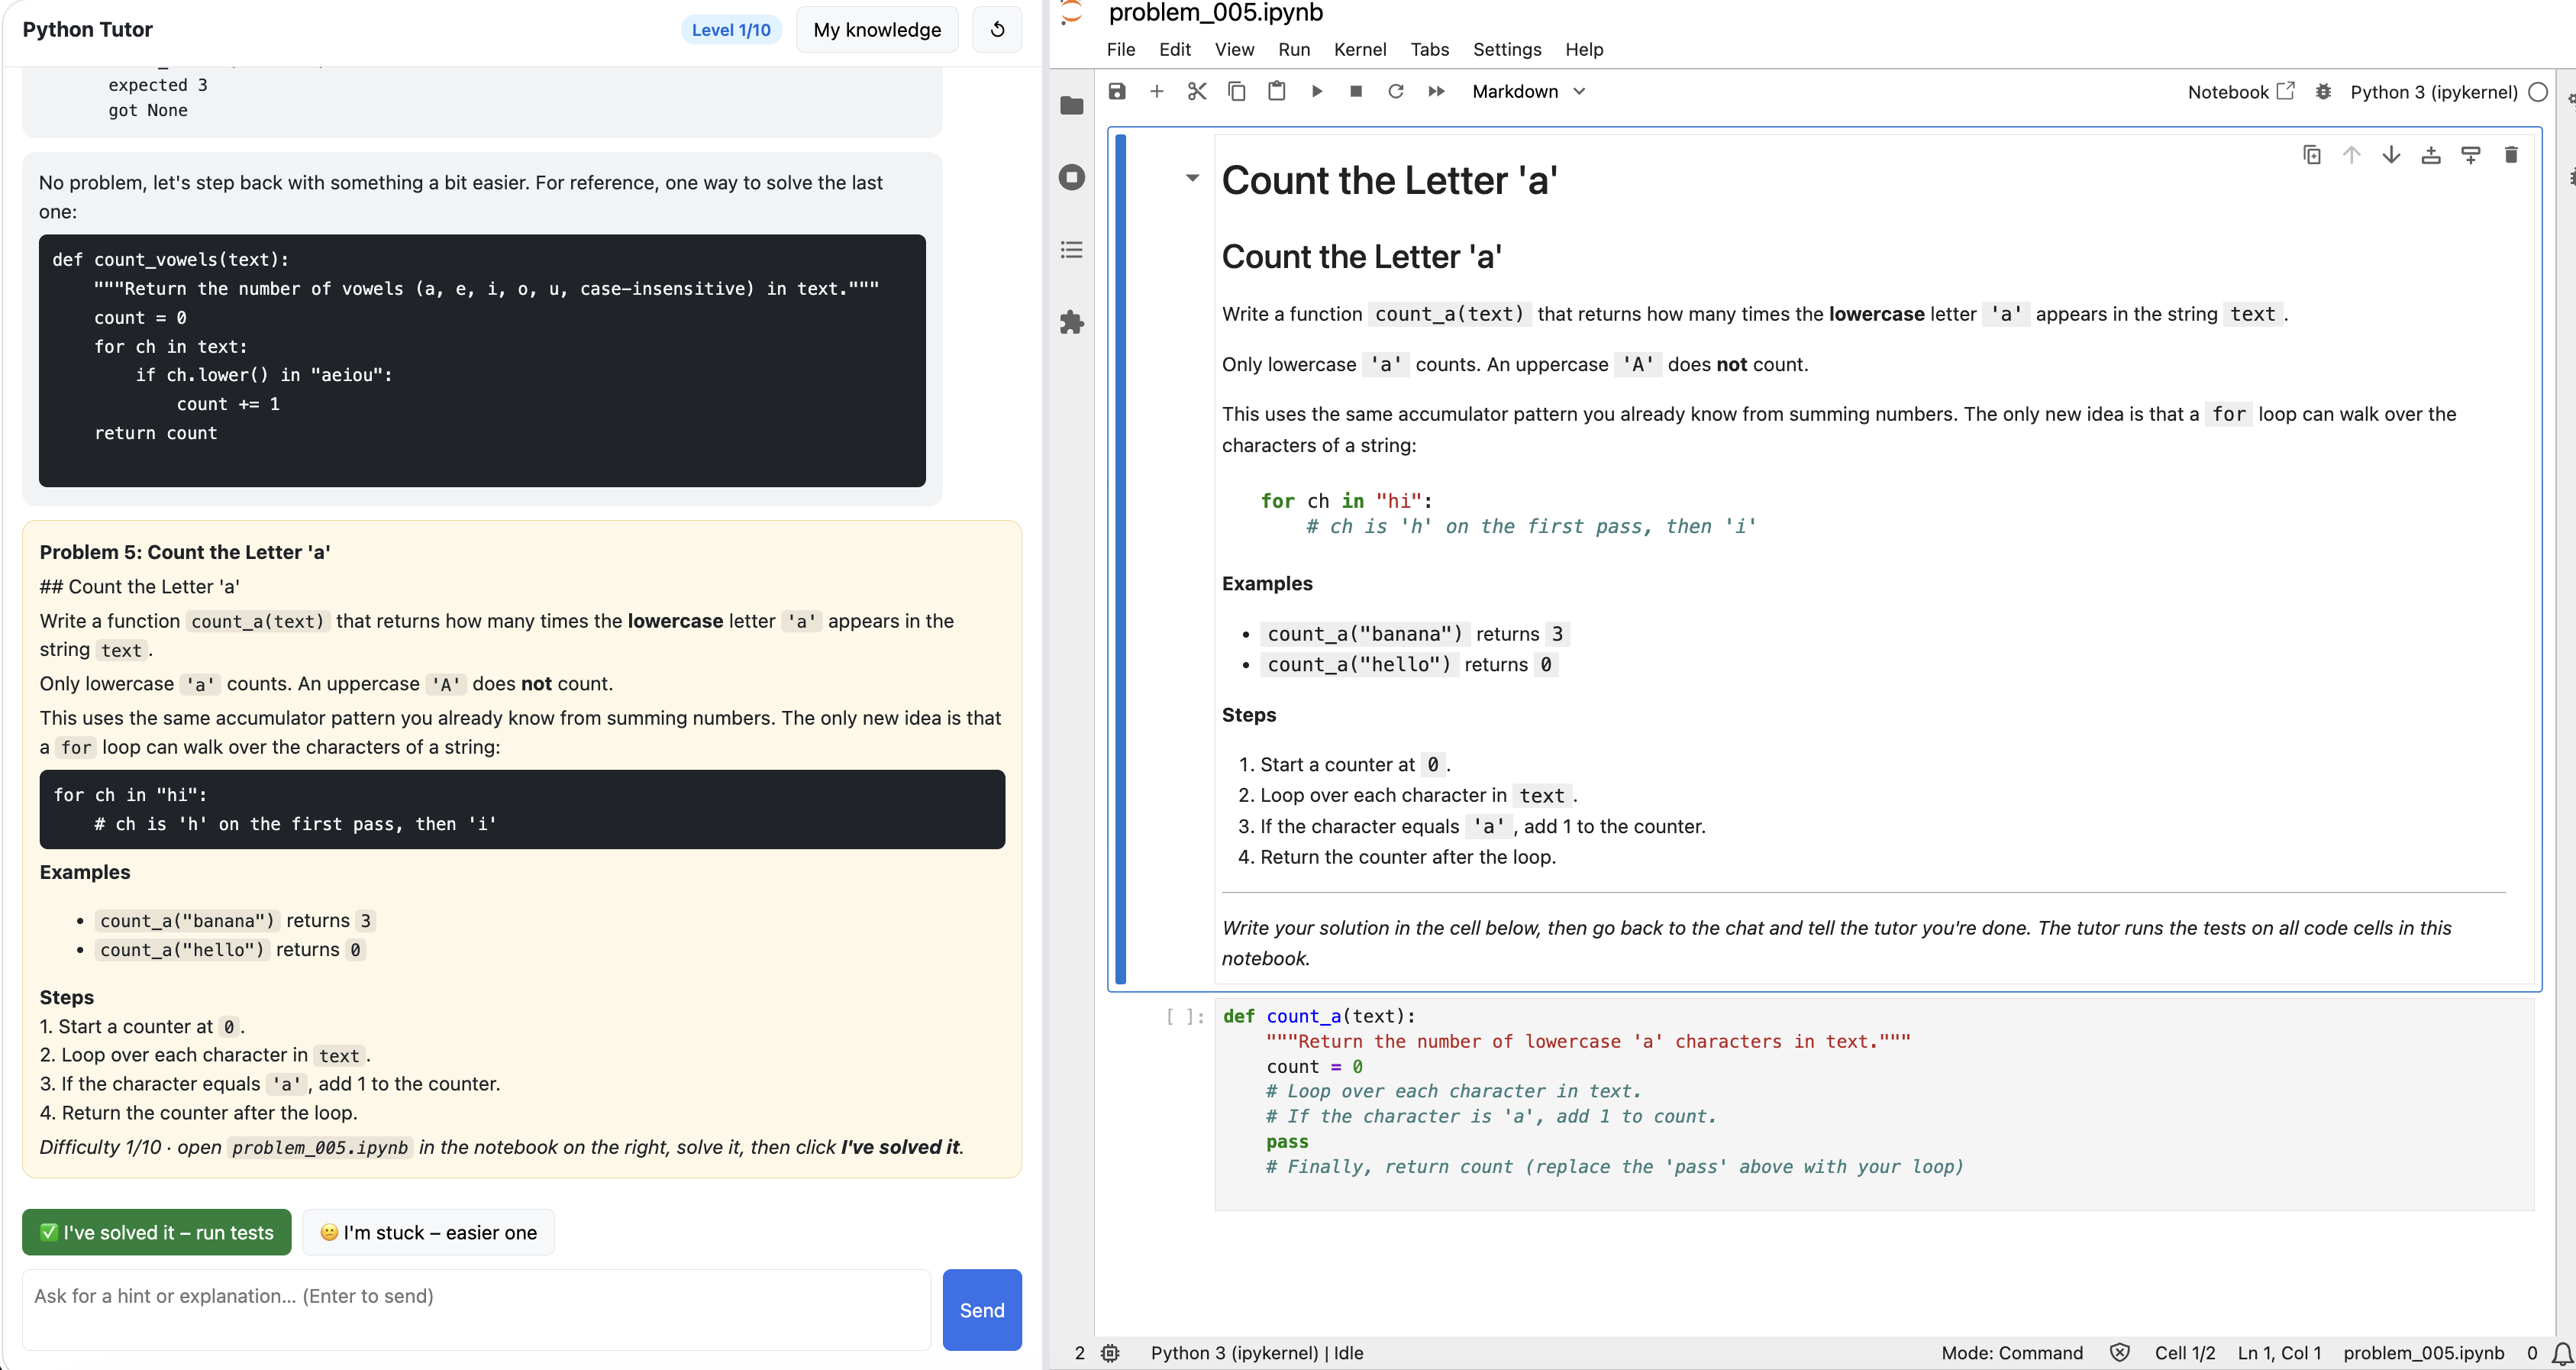 Python Tutor
Level 1/10
My knowledge
expected 3
got None
No problem, let's step back with something a bit easier. For reference, one way to solve the last
one:
def count_vowels(text):
    """Return the number of vowels (a, e, i, o, u, case-insensitive) in text."""
    count = 0
    for ch in text:
        if ch.lower() in "aeiou":
            count += 1
    return count
Problem 5: Count the Letter 'a'
## Count the Letter 'a'
Write a function count_a(text) that returns how many times the lowercase letter 'a' appears in the
string text.
Only lowercase 'a' counts. An uppercase 'A' does not count.
This uses the same accumulator pattern you already know from summing numbers. The only new idea is that
a for loop can walk over the characters of a string:
for ch in "hi":
    # ch is 'h' on the first pass, then 'i'
Examples
• count_a("banana") returns 3
• count_a("hello") returns 0
Steps
1. Start a counter at 0.
2. Loop over each character in text.
3. If the character equals 'a', add 1 to the counter.
4. Return the counter after the loop.
Difficulty 1/10 · open problem_005.ipynb in the notebook on the right, solve it, then click I've solved it.
✅ I've solved it – run tests
😕 I'm stuck – easier one
Ask for a hint or explanation... (Enter to send)
Send
problem_005.ipynb
File Edit View Run Kernel Tabs Settings Help
Markdown
Notebook
Python 3 (ipykernel)
Count the Letter 'a'
Count the Letter 'a'
Write a function count_a(text) that returns how many times the lowercase letter 'a' appears in the string text.
Only lowercase 'a' counts. An uppercase 'A' does not count.
This uses the same accumulator pattern you already know from summing numbers. The only new idea is that a for loop can walk over the
characters of a string:
for ch in "hi":
    # ch is 'h' on the first pass, then 'i'
Examples
• count_a("banana") returns 3
• count_a("hello") returns 0
Steps
1. Start a counter at 0.
2. Loop over each character in text.
3. If the character equals 'a', add 1 to the counter.
4. Return the counter after the loop.
Write your solution in the cell below, then go back to the chat and tell the tutor you're done. The tutor runs the tests on all code cells in this
notebook.
[ ]:
def count_a(text):
    """Return the number of lowercase 'a' characters in text."""
    count = 0
    # Loop over each character in text.
    # If the character is 'a', add 1 to count.
    pass
    # Finally, return count (replace the 'pass' above with your loop)
2
Python 3 (ipykernel) | Idle
Mode: Command
Cell 1/2
Ln 1, Col 1
problem_005.ipynb
0